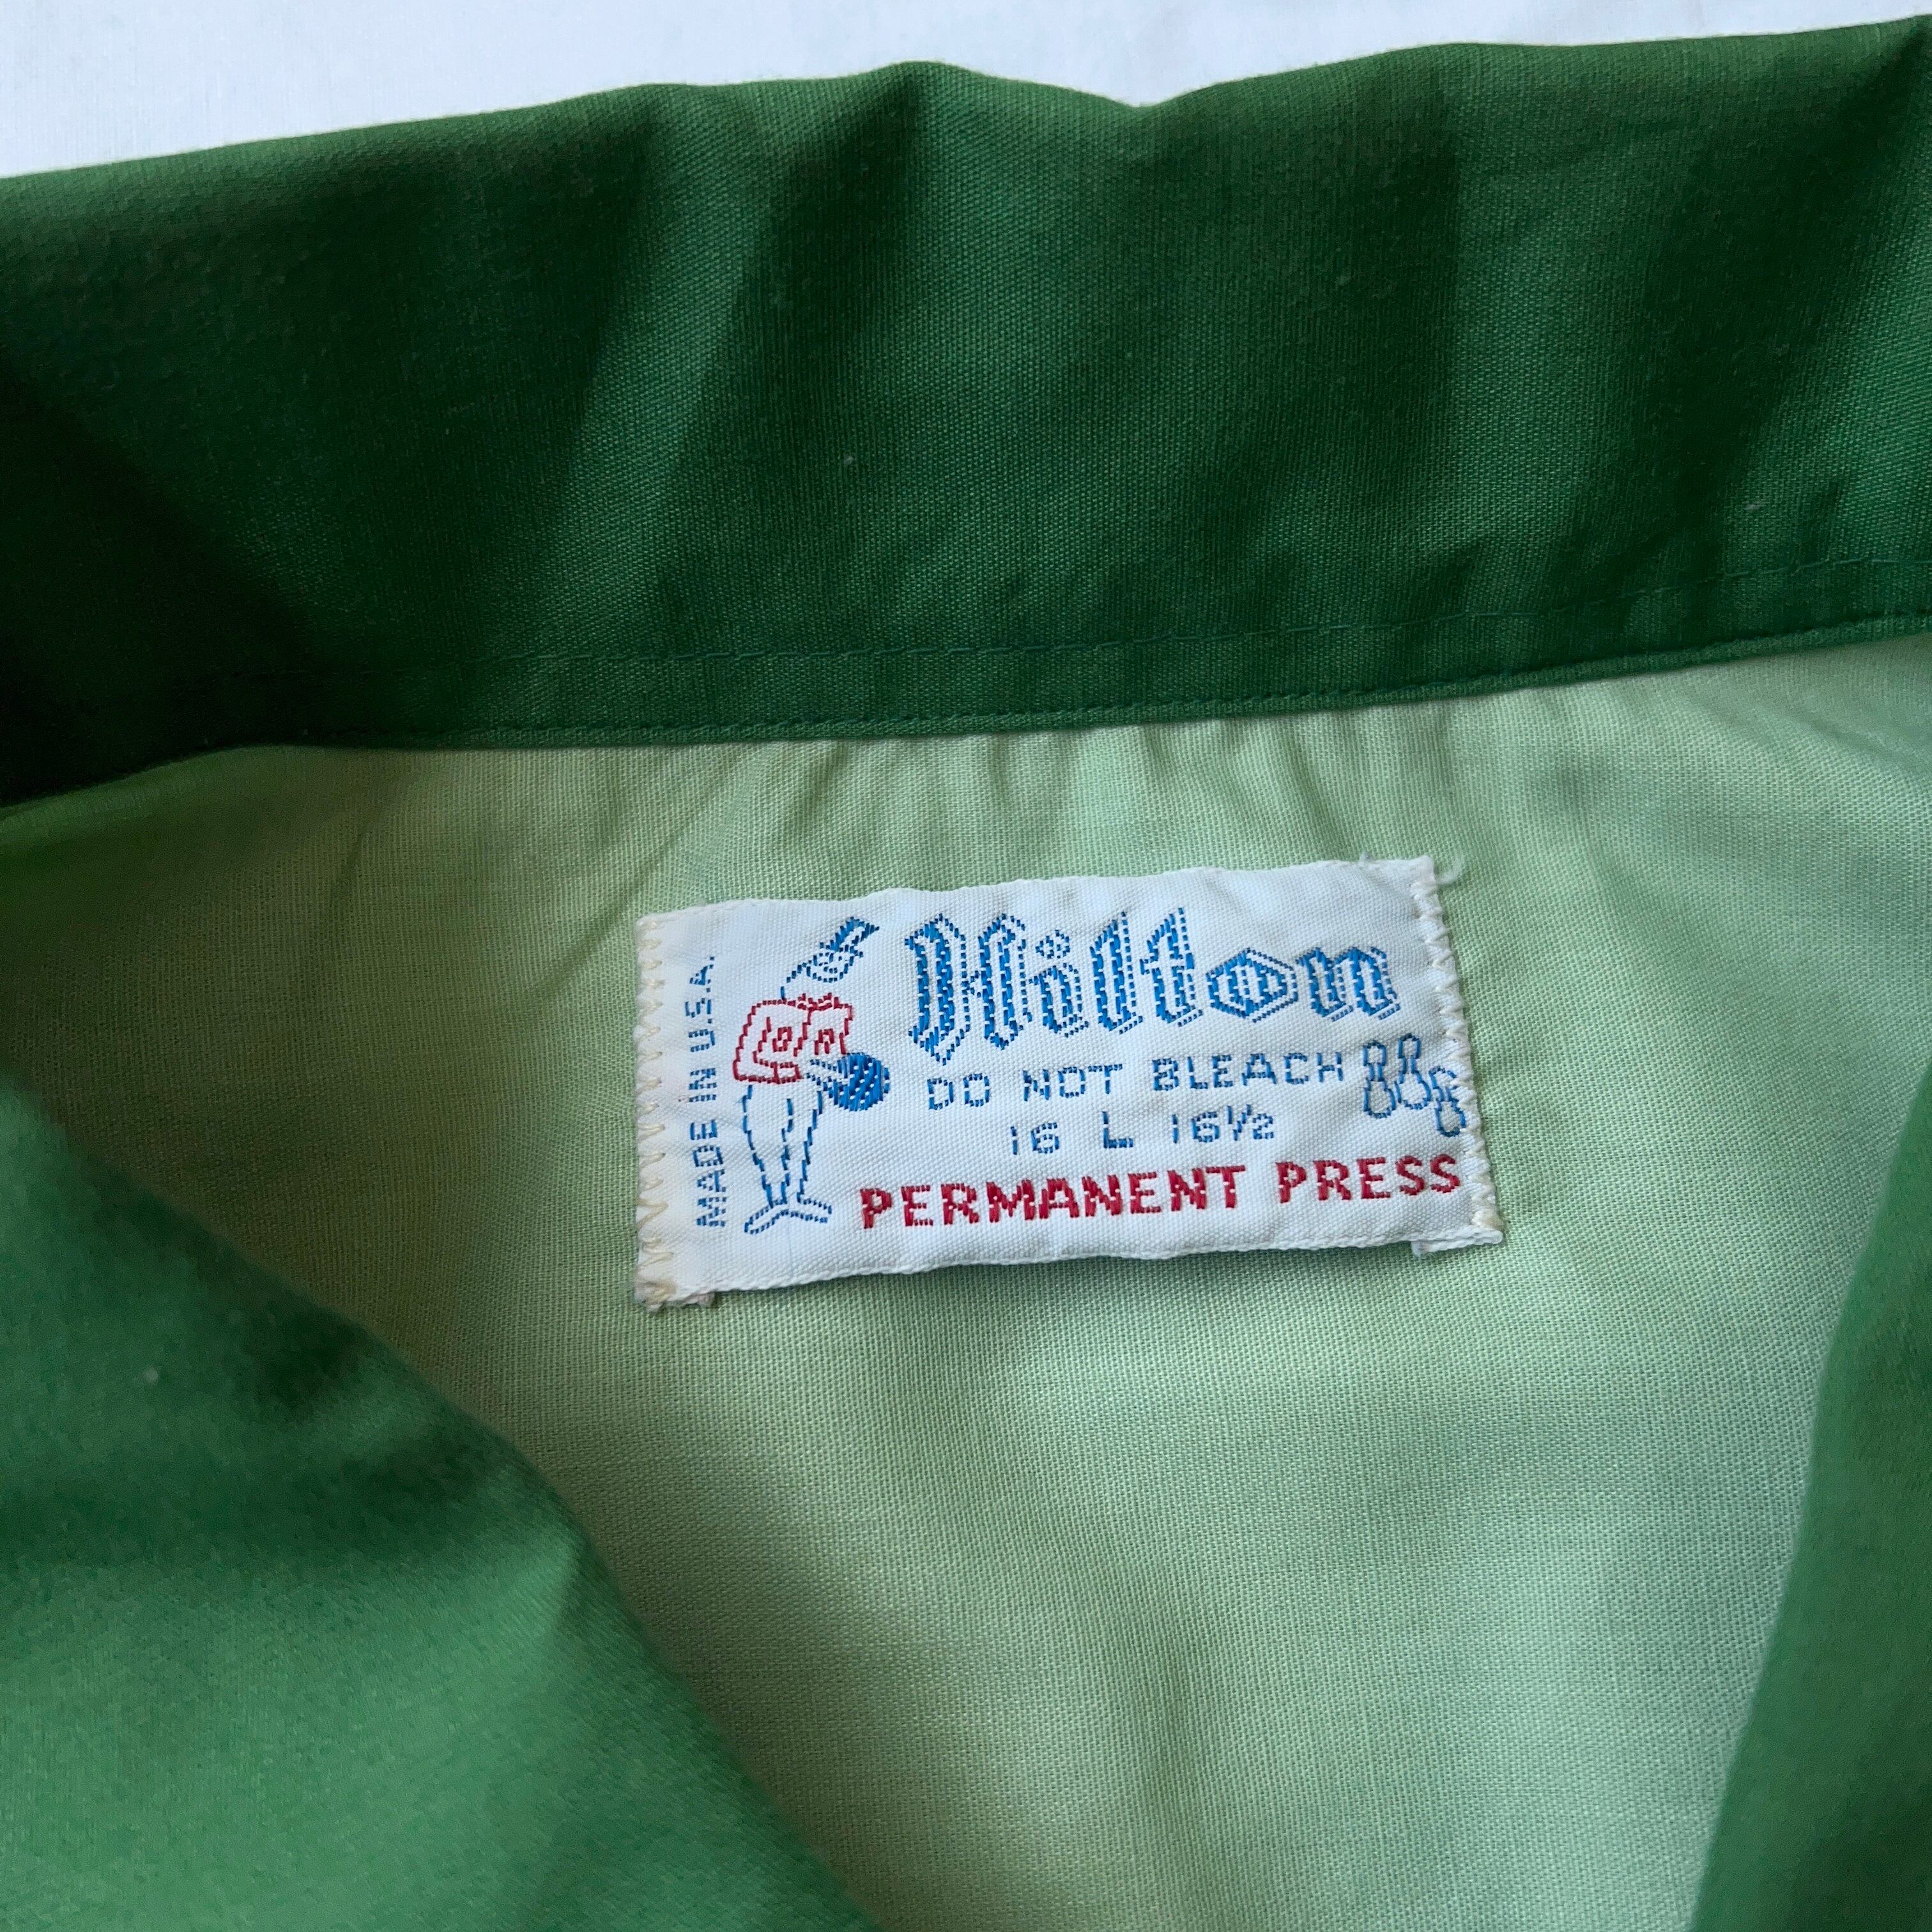 MADE IN U.S.A.
Hilton
DO NOT BLEACH
16 L 16½
PERMANENT PRESS